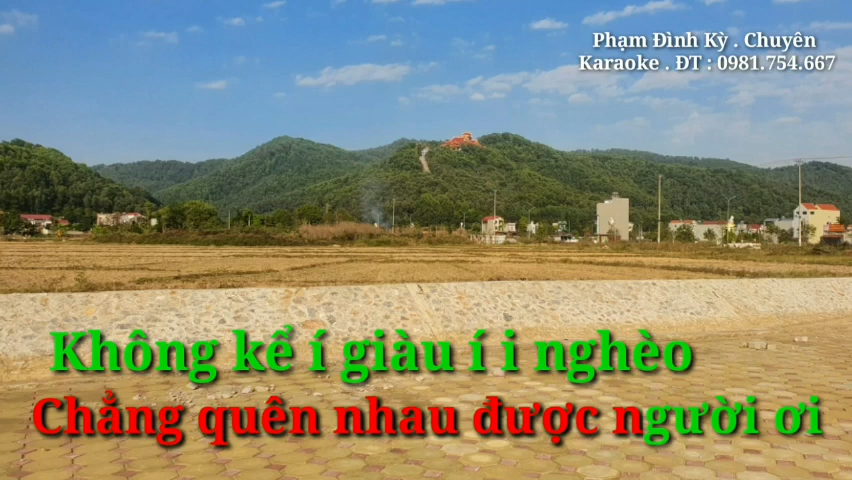 Phạm Đình Kỳ . Chuyên
Karaoke . ĐT : 0981.754.667
Không kể í giàu í i nghèo
Chẳng quên nhau được người ơi